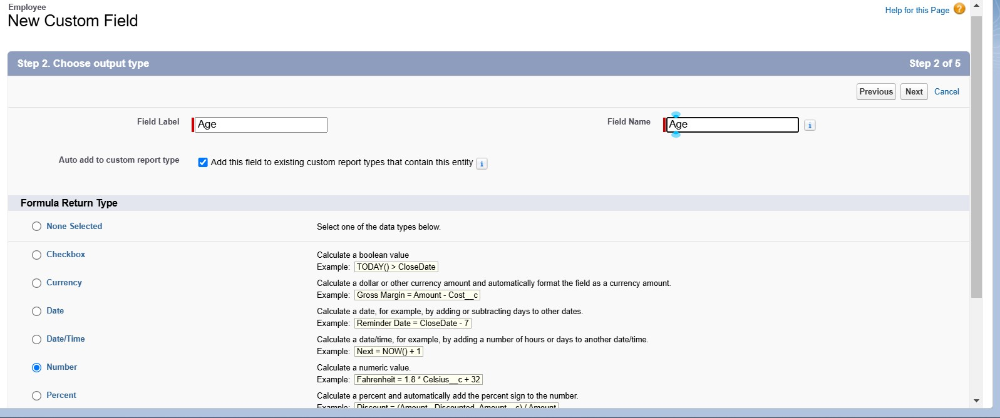 Employee
New Custom Field
Help for this Page ?
Step 2. Choose output type
Step 2 of 5
Previous Next Cancel
Field Label Age
Field Name Age i
Auto add to custom report type Add this field to existing custom report types that contain this entity i
Formula Return Type
None Selected Select one of the data types below.
Checkbox Calculate a boolean value
Example: TODAY() > CloseDate
Currency Calculate a dollar or other currency amount and automatically format the field as a currency amount.
Example: Gross Margin = Amount - Cost__c
Date Calculate a date, for example, by adding or subtracting days to other dates.
Example: Reminder Date = CloseDate - 7
Date/Time Calculate a date/time, for example, by adding a number of hours or days to another date/time.
Example: Next = NOW() + 1
Number Calculate a numeric value.
Example: Fahrenheit = 1.8 * Celsius__c + 32
Percent Calculate a percent and automatically add the percent sign to the number.
Example: Discount = (Amount - Discounted_Amount__c) / Amount